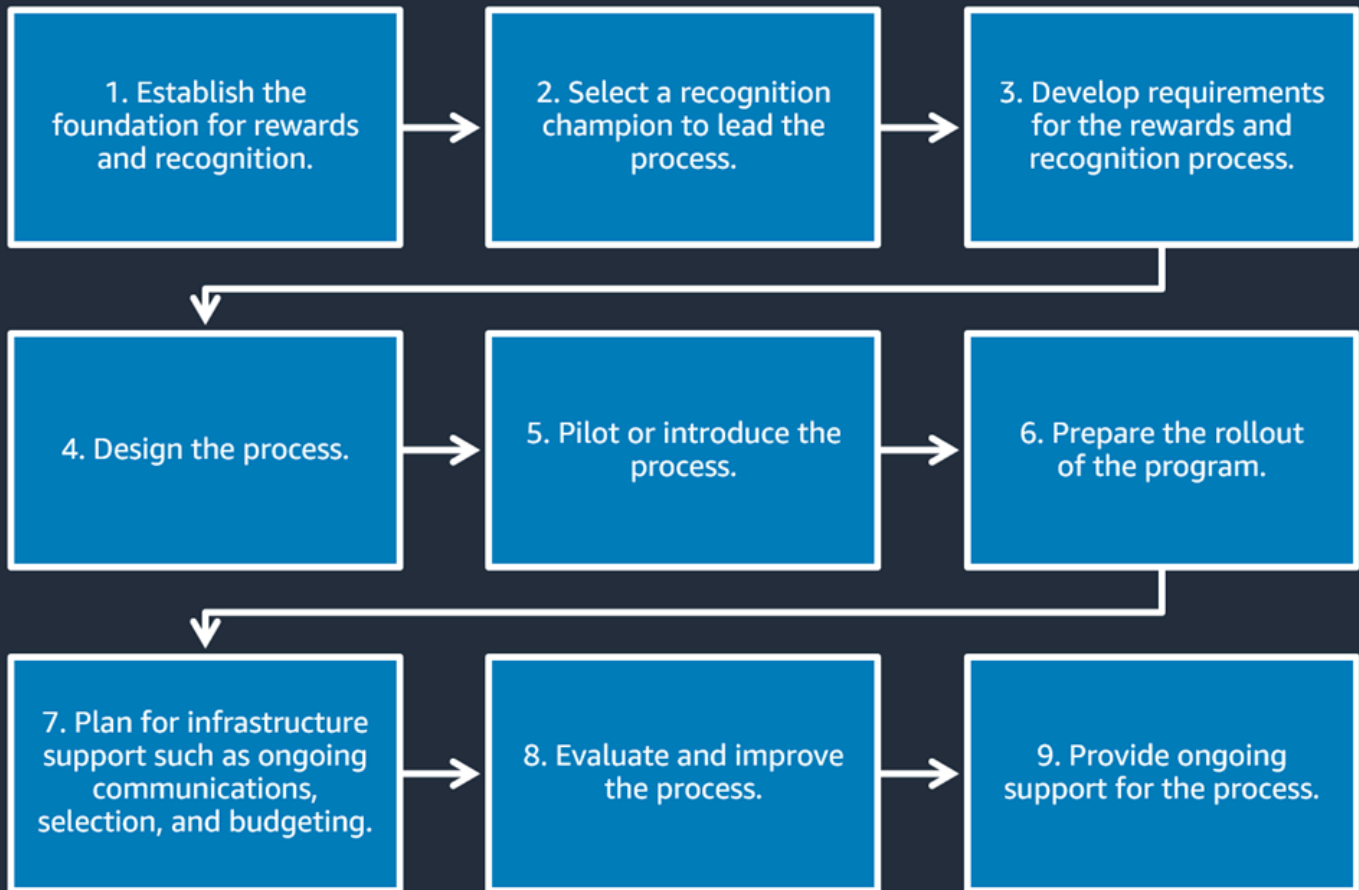 1. Establish the
foundation for rewards
and recognition.
2. Select a recognition
champion to lead the
process.
3. Develop requirements
for the rewards and
recognition process.
4. Design the process.
5. Pilot or introduce the
process.
6. Prepare the rollout
of the program.
7. Plan for infrastructure
support such as ongoing
communications,
selection, and budgeting.
8. Evaluate and improve
the process.
9. Provide ongoing
support for the process.